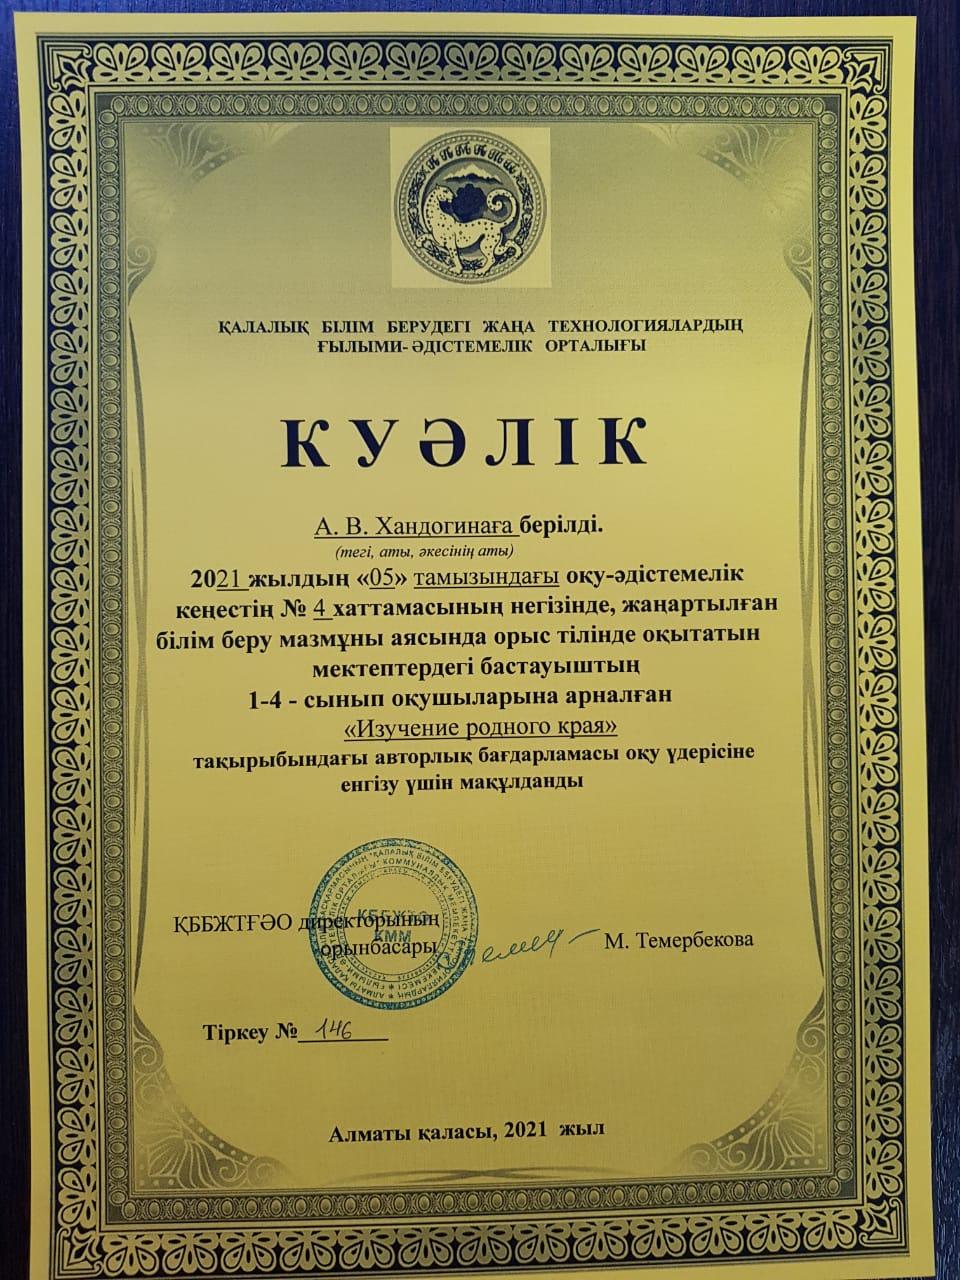 ҚАЛАЛЫҚ БІЛІМ БЕРУДЕГІ ЖАҢА ТЕХНОЛОГИЯЛАРДЫҢ
ҒЫЛЫМИ-ӘДІСТЕМЕЛІК ОРТАЛЫҒЫ
КУӘЛІК
А. В. Хандогинаға берілді.
(тегі, аты, әкесінің аты)
2021 жылдың «05» тамызындағы оқу-әдістемелік
кеңестің № 4 хаттамасының негізінде, жаңартылған
білім беру мазмұны аясында орыс тілінде оқытатын
мектептердегі бастауыштың
1-4 - сынып оқушыларына арналған
«Изучение родного края»
тақырыбындағы авторлық бағдарламасы оқу үдерісіне
енгізу үшін мақұлданды
ҚББЖТҒӘО директорының
орынбасары
М. Темербекова
ҚББЖТӘО
КММ
Тіркеу № 146
Алматы қаласы, 2021 жыл